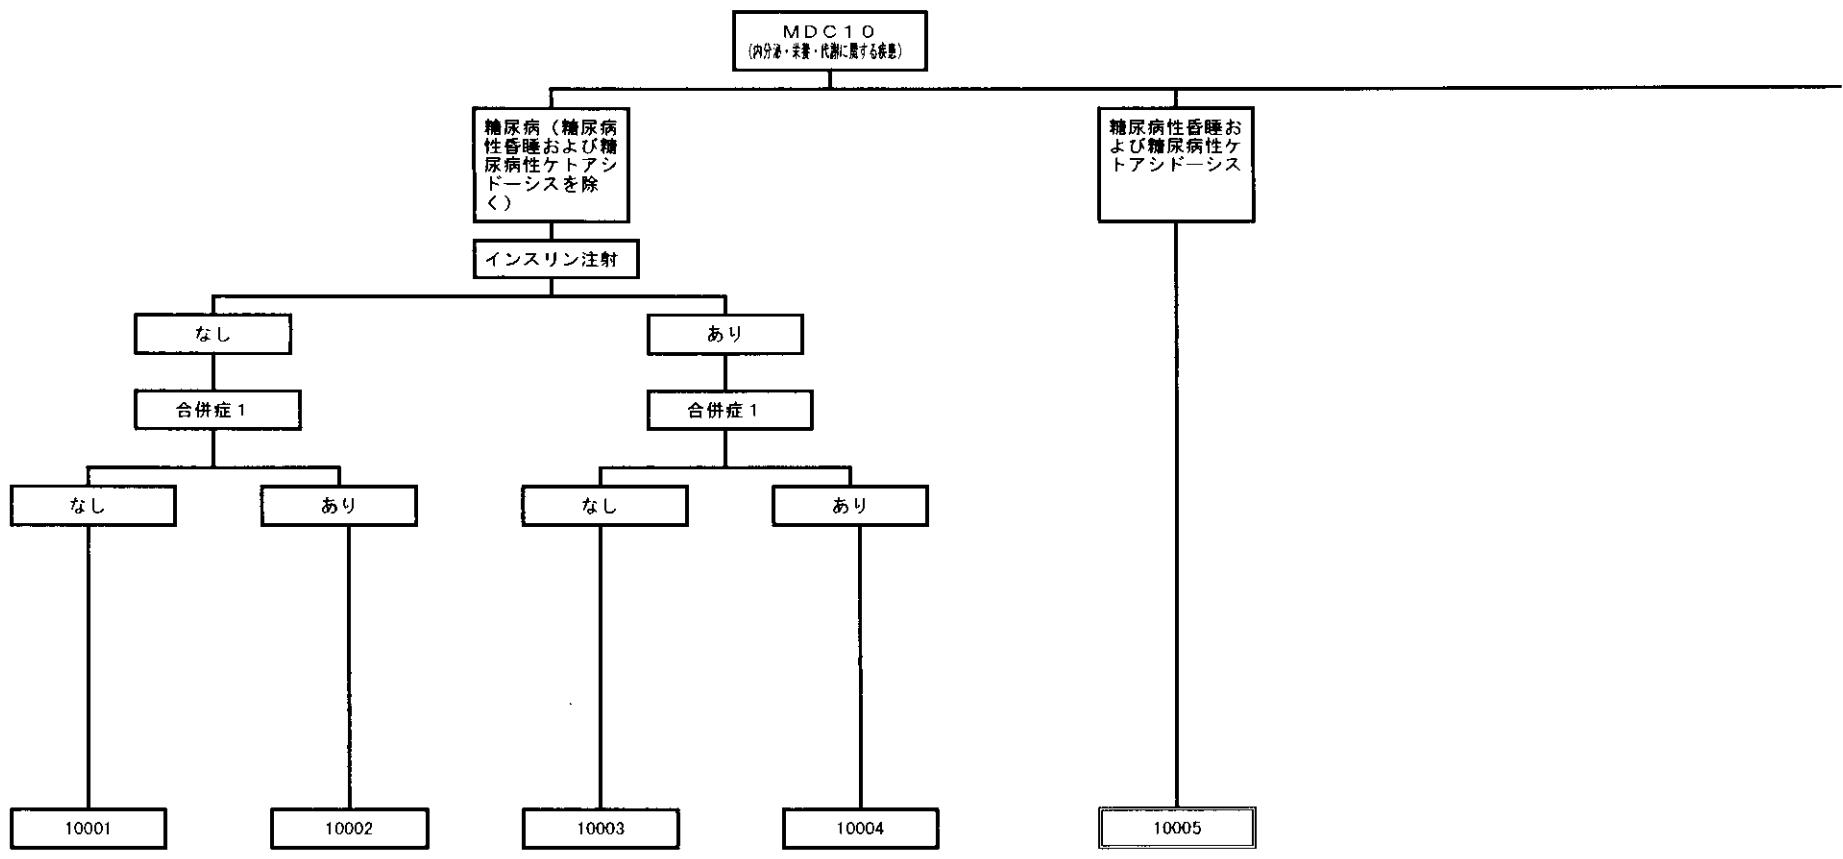 MDC10
(内分泌・栄養・代謝に関する疾患)
糖尿病（糖尿病
性昏睡および糖
尿病性ケトアシ
ドーシスを除
く）
糖尿病性昏睡お
よび糖尿病性ケ
トアシドーシス
インスリン注射
なし
あり
合併症1
合併症1
なし
あり
なし
あり
10001
10002
10003
10004
10005